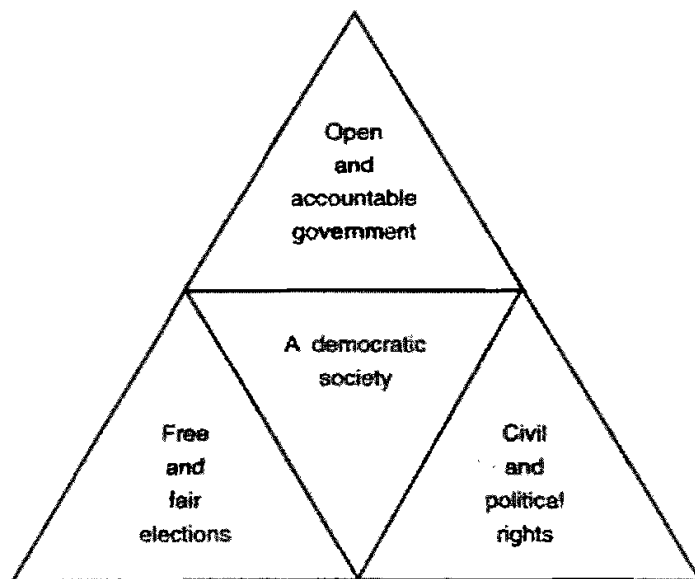 Open
and
accountable
government
A democratic
society
Free
and
fair
elections
Civil
and
political
rights